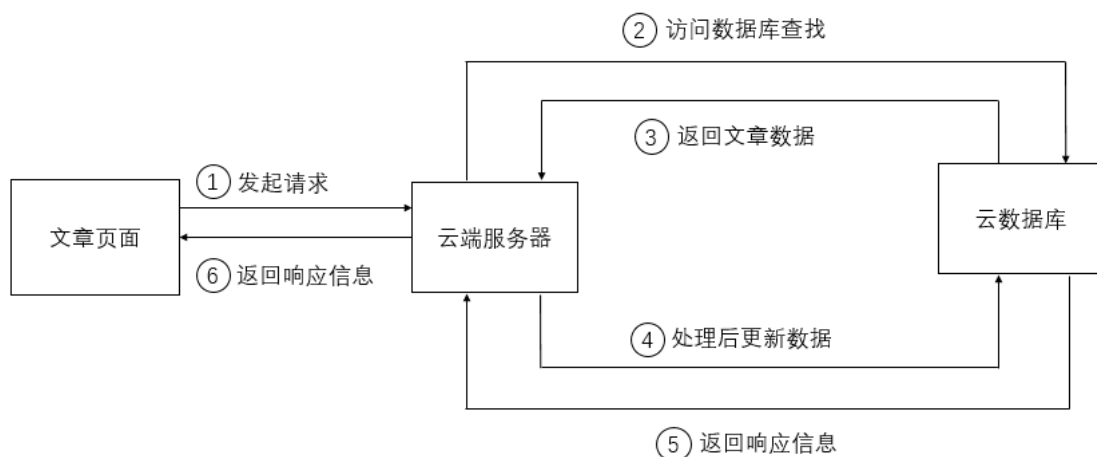 ② 访问数据库查找
③ 返回文章数据
① 发起请求
文章页面
云端服务器
云数据库
⑥ 返回响应信息
④ 处理后更新数据
⑤ 返回响应信息